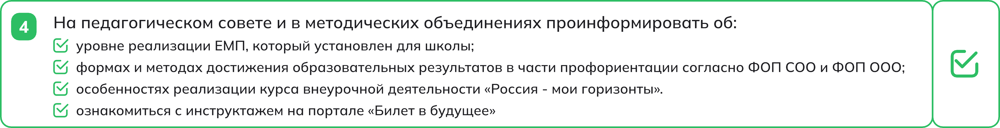 4
На педагогическом совете и в методических объединениях проинформировать об:
уровне реализации ЕМП, который установлен для школы;
формах и методах достижения образовательных результатов в части профориентации согласно ФОП СОО и ФОП ООО;
особенностях реализации курса внеурочной деятельности «Россия - мои горизонты».
ознакомиться с инструктажем на портале «Билет в будущее»